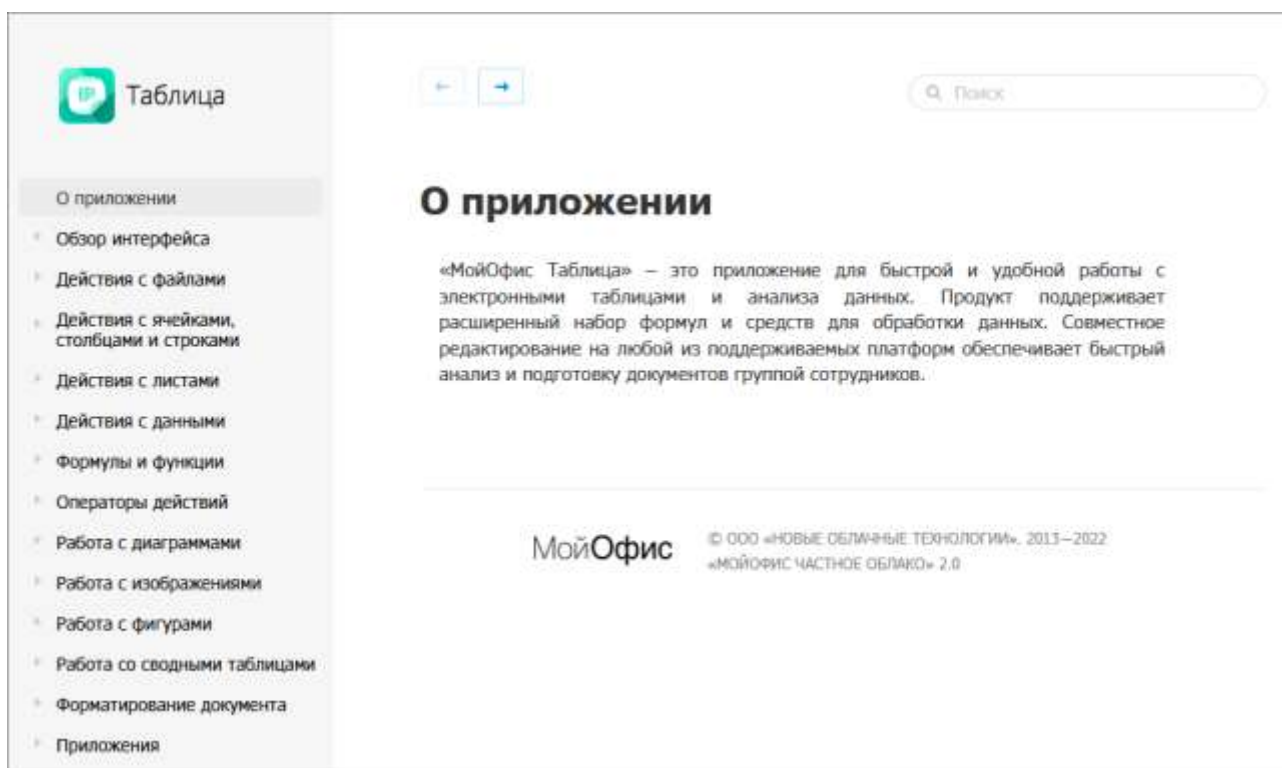 Таблица
О приложении
Обзор интерфейса
Действия с файлами
Действия с ячейками,
столбцами и строками
Действия с листами
Действия с данными
Формулы и функции
Операторы действий
Работа с диаграммами
Работа с изображениями
Работа с фигурами
Работа со сводными таблицами
Форматирование документа
Приложения
← →
Поиск
О приложении
«МойОфис Таблица» – это приложение для быстрой и удобной работы с
электронными таблицами и анализа данных. Продукт поддерживает
расширенный набор формул и средств для обработки данных. Совместное
редактирование на любой из поддерживаемых платформ обеспечивает быстрый
анализ и подготовку документов группой сотрудников.
МойОфис
© ООО «НОВЫЕ ОБЛАЧНЫЕ ТЕХНОЛОГИИ», 2013–2022
«МОЙОФИС ЧАСТНОЕ ОБЛАКО» 2.0